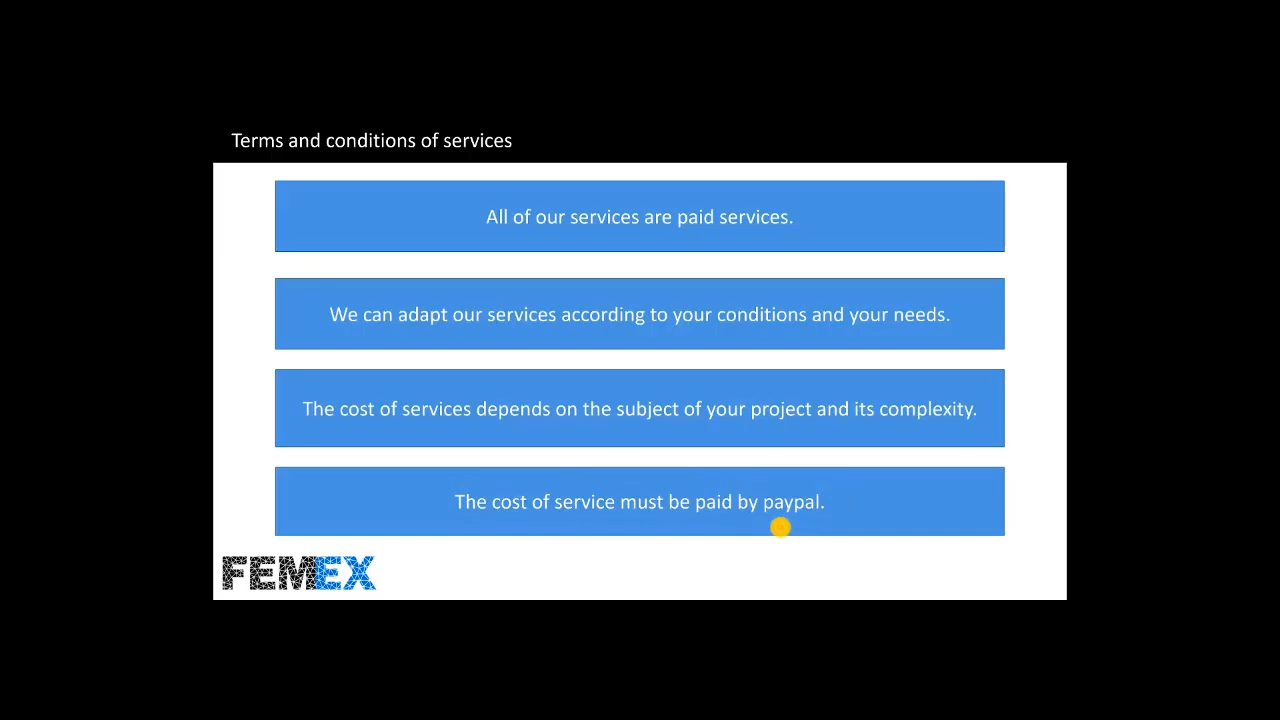 Terms and conditions of services
All of our services are paid services.
We can adapt our services according to your conditions and your needs.
The cost of services depends on the subject of your project and its complexity.
The cost of service must be paid by paypal.
FEMEX